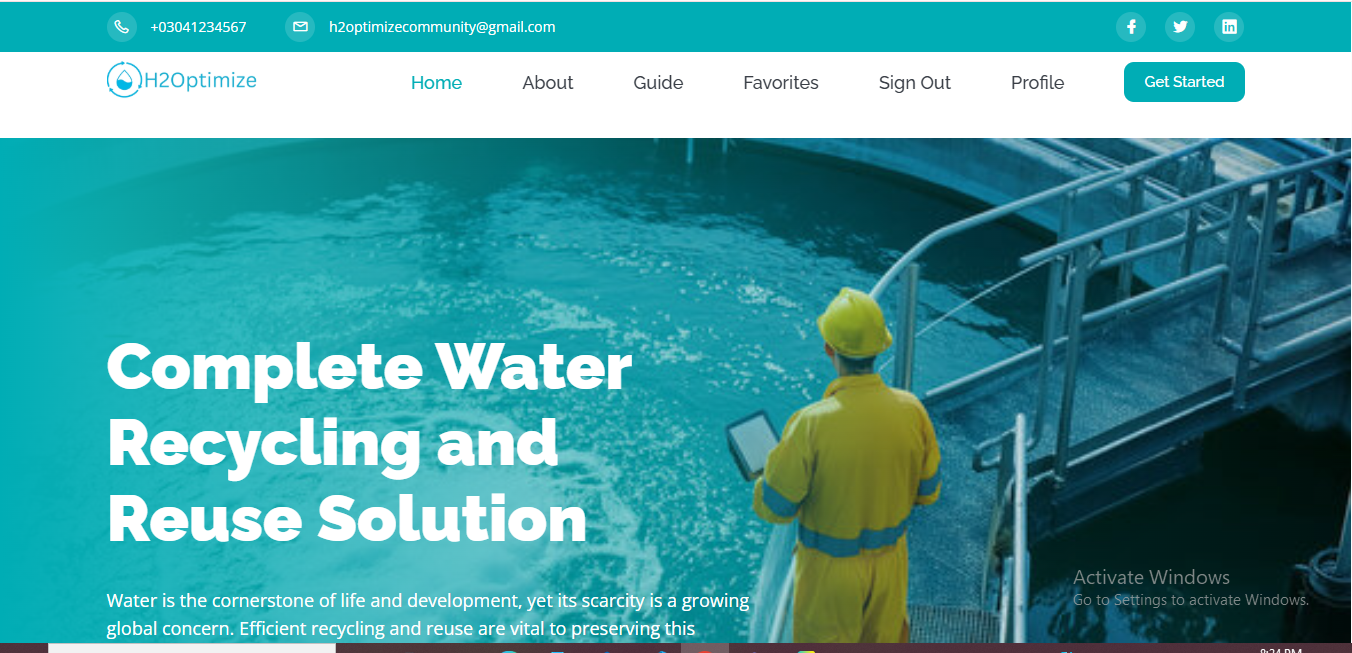 +03041234567 h2optimizecommunity@gmail.com
H2Optimize Home About Guide Favorites Sign Out Profile Get Started
Complete Water
Recycling and
Reuse Solution
Water is the cornerstone of life and development, yet its scarcity is a growing
global concern. Efficient recycling and reuse are vital to preserving this
Activate Windows
Go to Settings to activate Windows.